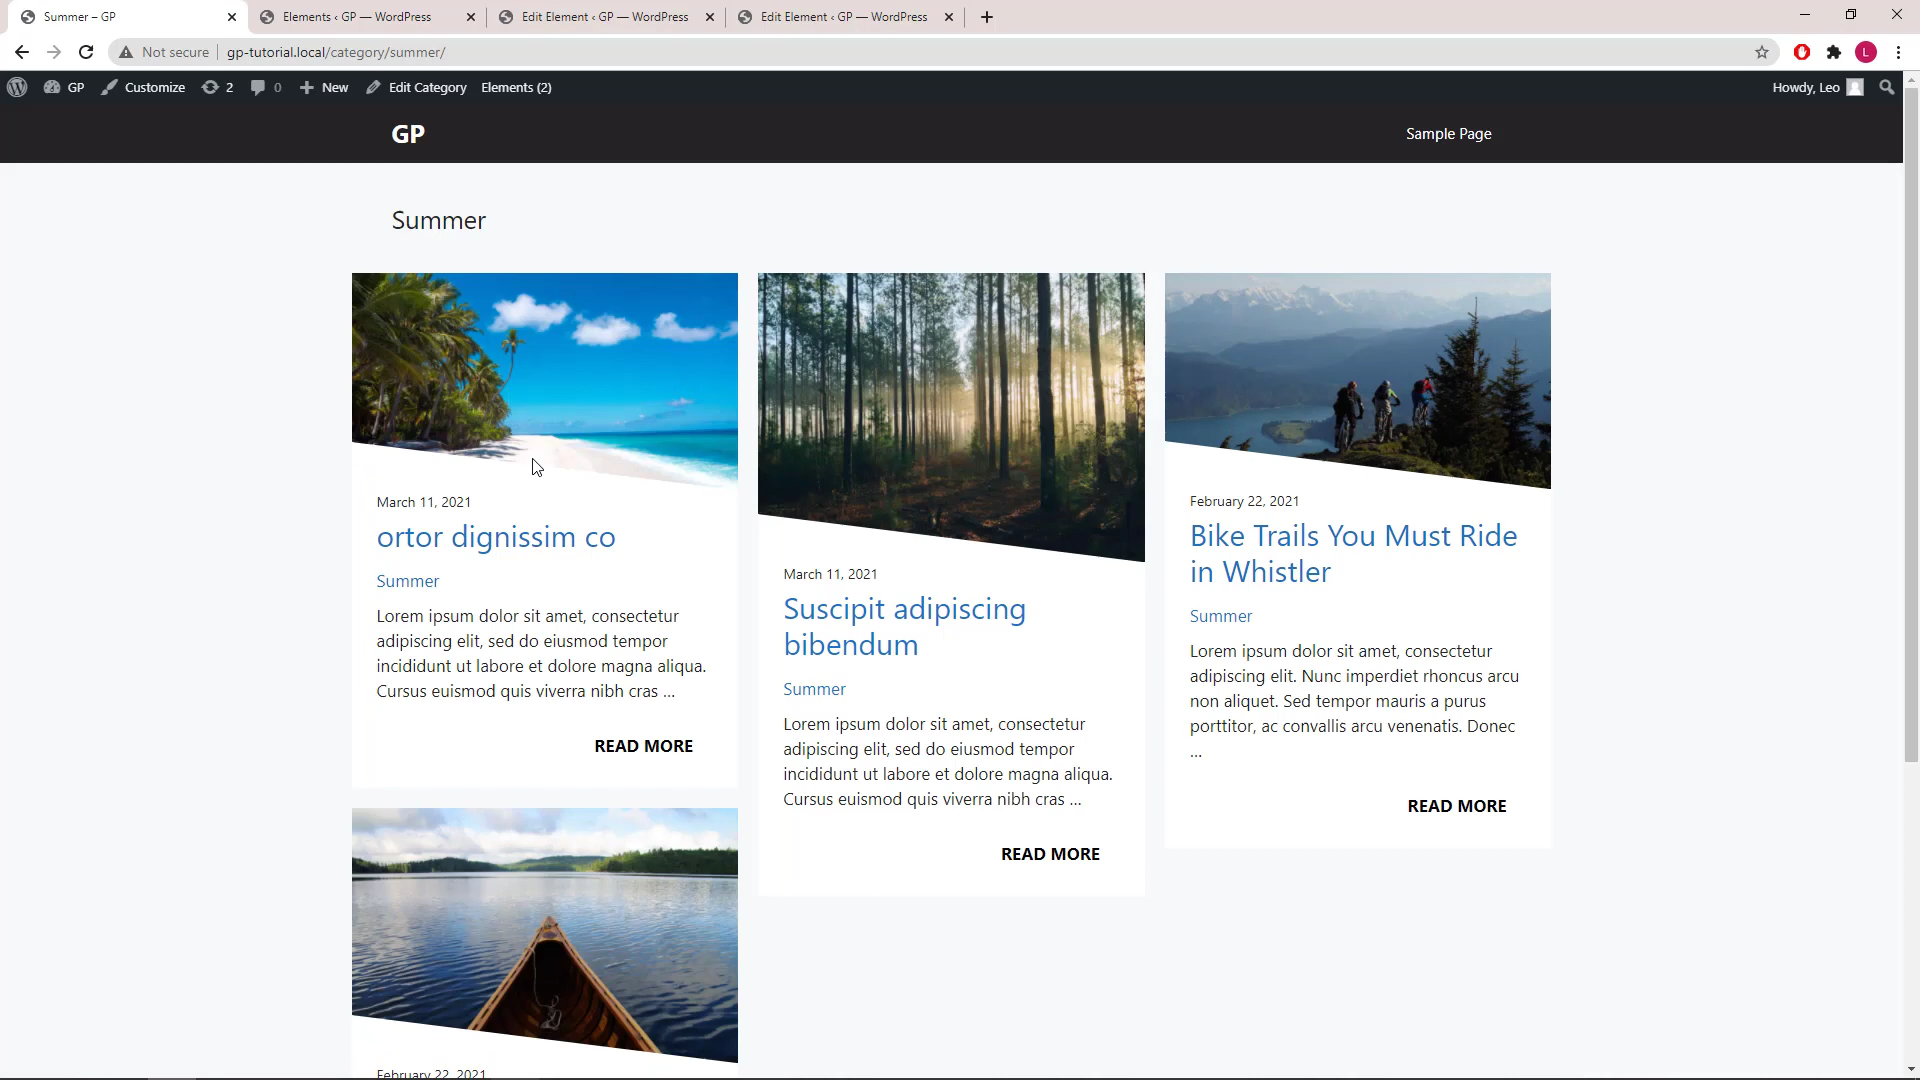 Summer – GP
Elements ‹ GP — WordPress
Edit Element ‹ GP — WordPress
Edit Element ‹ GP — WordPress
Not secure
gp-tutorial.local/category/summer/
L
GP
Customize
2
0
New
Edit Category
Elements (2)
Howdy, Leo
GP
Sample Page
Summer
March 11, 2021
ortor dignissim co
Summer
Lorem ipsum dolor sit amet, consectetur
adipiscing elit, sed do eiusmod tempor
incididunt ut labore et dolore magna aliqua.
Cursus euismod quis viverra nibh cras ...
READ MORE
March 11, 2021
Suscipit adipiscing
bibendum
Summer
Lorem ipsum dolor sit amet, consectetur
adipiscing elit, sed do eiusmod tempor
incididunt ut labore et dolore magna aliqua.
Cursus euismod quis viverra nibh cras ...
READ MORE
February 22, 2021
Bike Trails You Must Ride
in Whistler
Summer
Lorem ipsum dolor sit amet, consectetur
adipiscing elit. Nunc imperdiet rhoncus arcu
non aliquet. Sed tempor mauris a purus
porttitor, ac convallis arcu venenatis. Donec
...
READ MORE
February 22, 2021